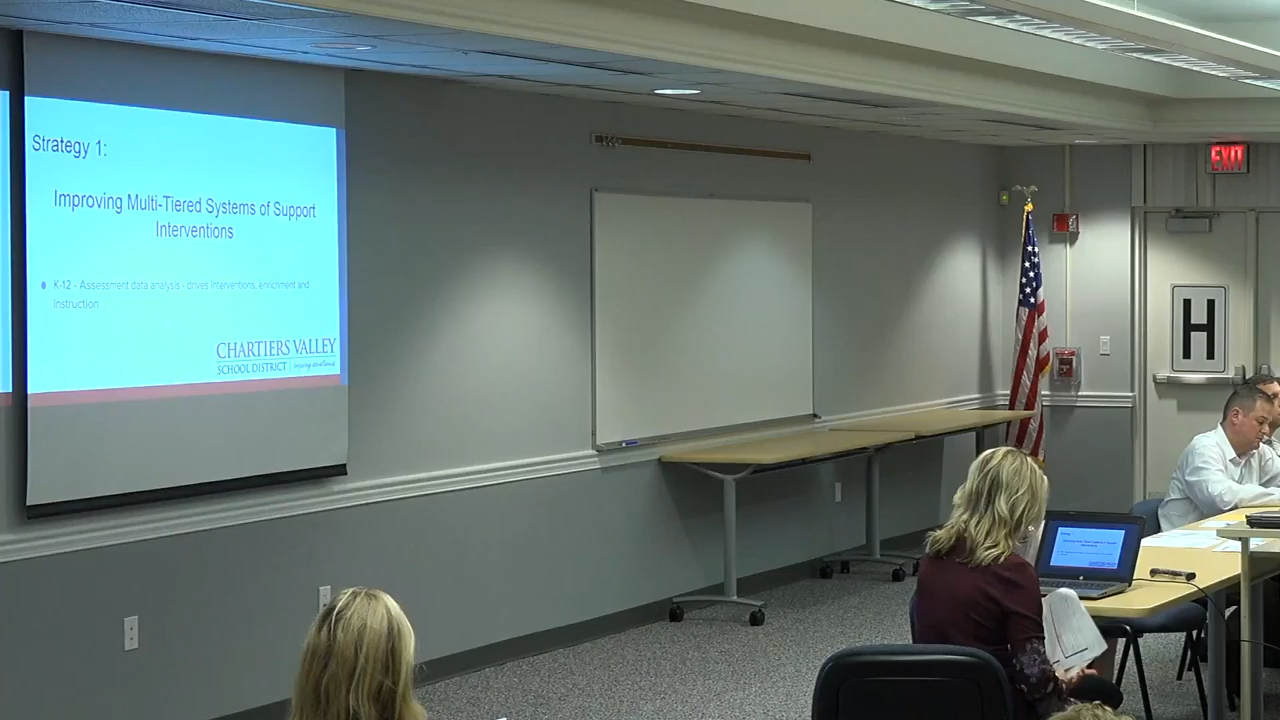 Strategy 1:
Improving Multi-Tiered Systems of Support
Interventions
K-12 - Assessment data analysis - drives interventions, enrichment and
Instruction
CHARTIERS VALLEY
SCHOOL DISTRICT
EXIT
H